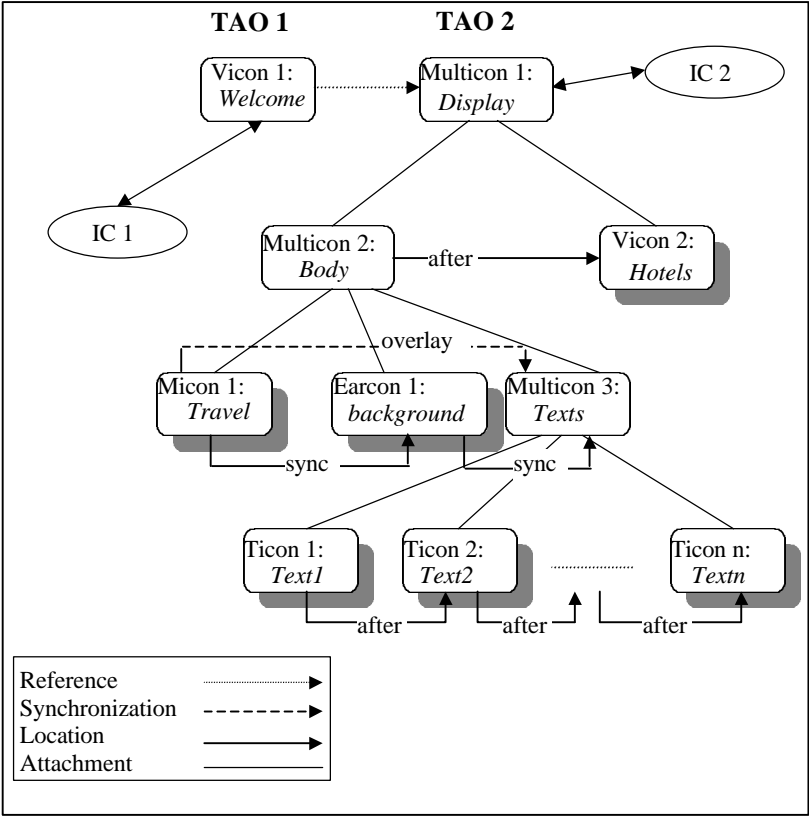 TAO 1
TAO 2
Vicon 1:
Welcome
Multicon 1:
Display
IC 2
IC 1
Multicon 2:
Body
after
Vicon 2:
Hotels
overlay
Micon 1:
Travel
Earcon 1:
background
Multicon 3:
Texts
sync
sync
Ticon 1:
Text1
Ticon 2:
Text2
Ticon n:
Textn
after
after
after
Reference
Synchronization
Location
Attachment